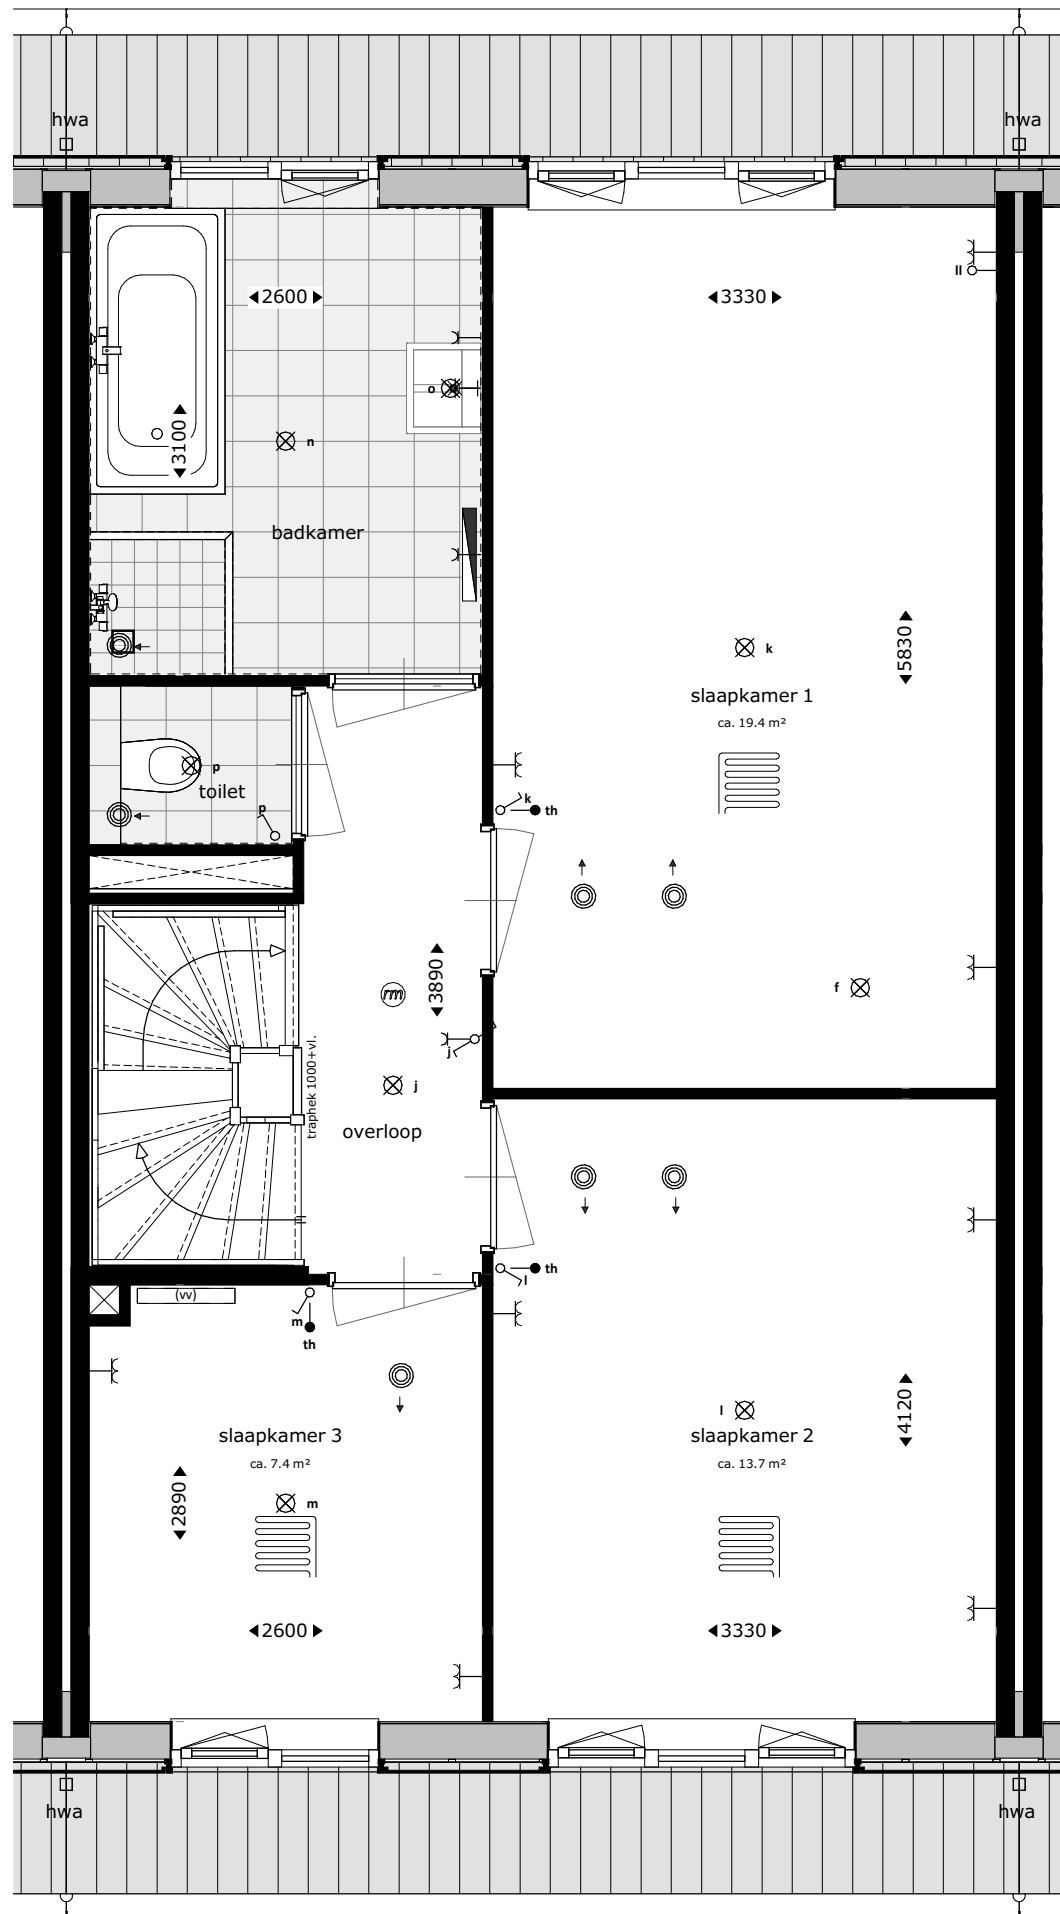 hwa
hwa
ll
2600
3330
o
3100
n
badkamer
k
5830
slaapkamer 1
ca. 19.4 m²
p
toilet
p
k
th
f
rm
3890
j
j
traphek 1000+vl.
overloop
th
l
(vv)
m
th
l
slaapkamer 3
ca. 7.4 m²
slaapkamer 2
ca. 13.7 m²
4120
2890
m
2600
3330
hwa
hwa